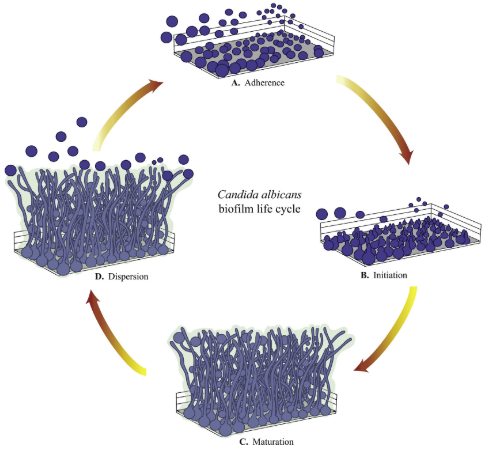 A. Adherence
Candida albicans
biofilm life cycle
B. Initiation
D. Dispersion
C. Maturation